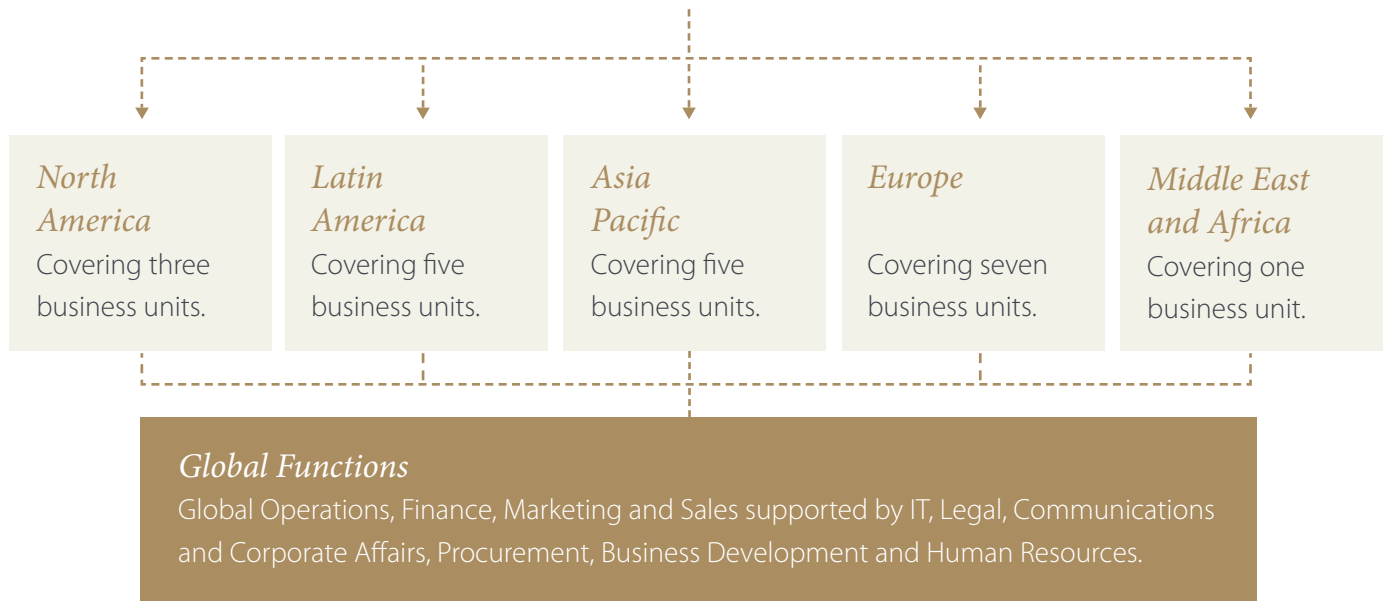 North
America
Covering three
business units.
Latin
America
Covering five
business units.
Asia
Pacific
Covering five
business units.
Europe
Covering seven
business units.
Middle East
and Africa
Covering one
business unit.
Global Functions
Global Operations, Finance, Marketing and Sales supported by IT, Legal, Communications
and Corporate Affairs, Procurement, Business Development and Human Resources.